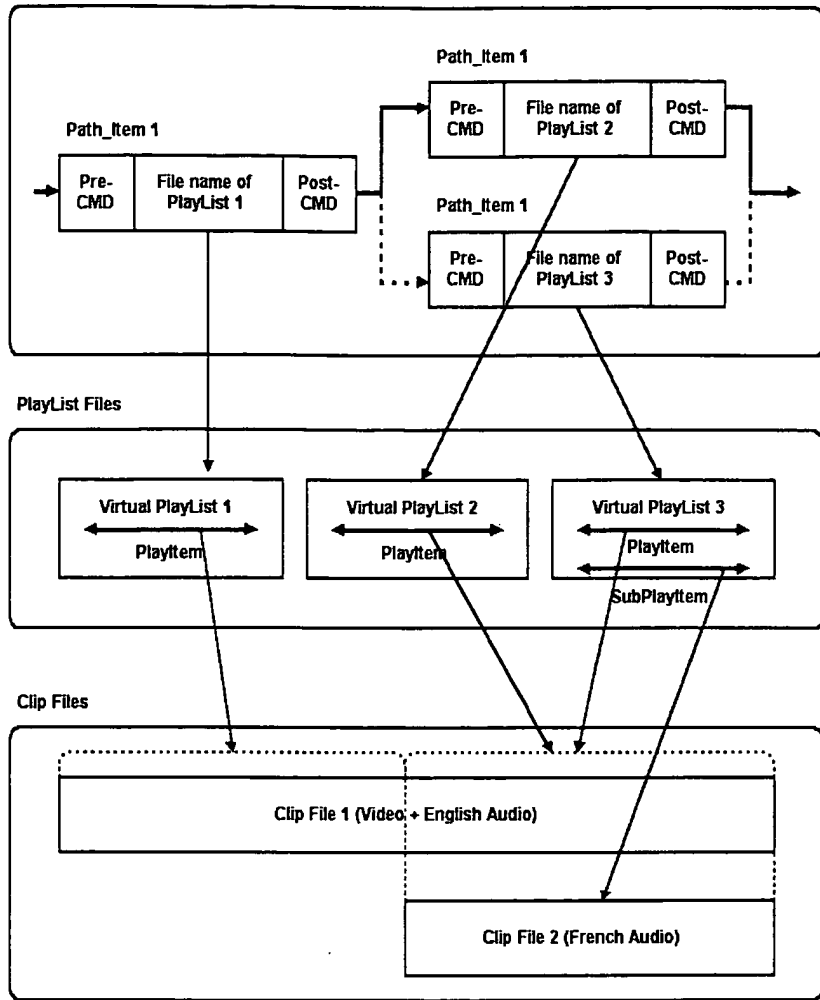 Path_Item 1
Pre-CMD
File name of PlayList 2
Post-CMD
Path_Item 1
Pre-CMD
File name of PlayList 1
Post-CMD
Path_Item 1
Pre-CMD
File name of PlayList 3
Post-CMD
PlayList Files
Virtual PlayList 1
PlayItem
Virtual PlayList 2
PlayItem
Virtual PlayList 3
PlayItem
SubPlayItem
Clip Files
Clip File 1 (Video + English Audio)
Clip File 2 (French Audio)